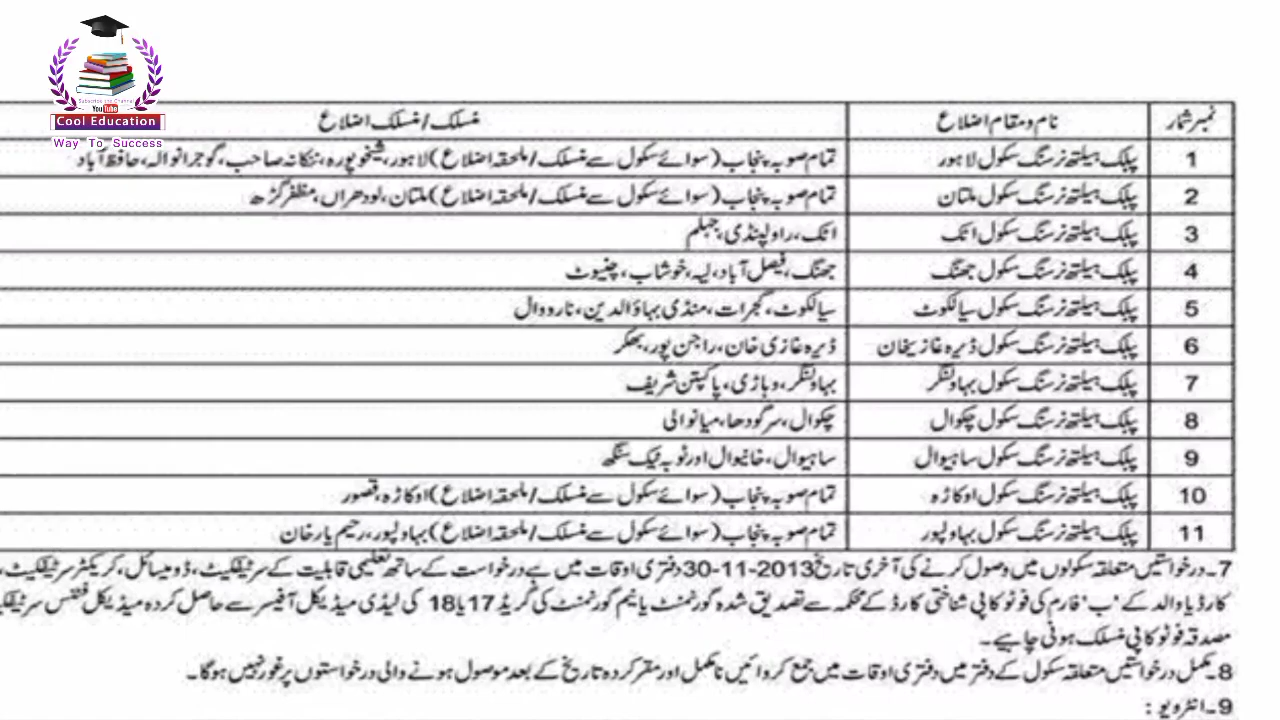 Subscribe the Channel
YouTube
Cool Education
Way To Success
نمبر شمار نام و مقام اضلاع منسلک/منسلک اضلاع
1 پبلک ہیلتھ نرسنگ سکول لاہور تمام صوبہ پنجاب (سوائے سکول سے منسلک/ملحقہ اضلاع) لاہور، شیخوپورہ، ننکانہ صاحب، گوجرانوالہ، حافظ آباد
2 پبلک ہیلتھ نرسنگ سکول ملتان تمام صوبہ پنجاب (سوائے سکول سے منسلک/ملحقہ اضلاع) ملتان، لودھراں، مظفر گڑھ
3 پبلک ہیلتھ نرسنگ سکول اٹک اٹک، راولپنڈی، جہلم
4 پبلک ہیلتھ نرسنگ سکول جھنگ جھنگ، فیصل آباد، لیہ، خوشاب، چنیوٹ
5 پبلک ہیلتھ نرسنگ سکول سیالکوٹ سیالکوٹ، گجرات، منڈی بہاؤالدین، نارووال
6 پبلک ہیلتھ نرسنگ سکول ڈیرہ غازیخان ڈیرہ غازی خان، راجن پور، بھکر
7 پبلک ہیلتھ نرسنگ سکول بہاولنگر بہاولنگر، وہاڑی، پاکپتن شریف
8 پبلک ہیلتھ نرسنگ سکول چکوال چکوال، سرگودھا، میانوالی
9 پبلک ہیلتھ نرسنگ سکول ساہیوال ساہیوال، خانیوال اور ٹوبہ ٹیک سنگھ
10 پبلک ہیلتھ نرسنگ سکول اوکاڑہ تمام صوبہ پنجاب (سوائے سکول سے منسلک/ملحقہ اضلاع) اوکاڑہ، قصور
11 پبلک ہیلتھ نرسنگ سکول بہاولپور تمام صوبہ پنجاب (سوائے سکول سے منسلک/ملحقہ اضلاع) بہاولپور، رحیم یار خان
7۔ درخواستیں متعلقہ سکولوں میں وصول کرنے کی آخری تاریخ 30-11-2013 دفتری اوقات میں ہے درخواست کے ساتھ تعلیمی قابلیت کے سرٹیفکیٹ، ڈومیسائل، کریکٹر سرٹیفکیٹ،
کارڈ یا والد کے 'ب' فارم کی فوٹو کاپی شناختی کارڈ کے محکمہ سے تصدیق شدہ گورنمنٹ یا نیم گورنمنٹ کی گریڈ 17 یا 18 کی لیڈی میڈیکل آفیسر سے حاصل کردہ میڈیکل فٹنس سرٹیفکیٹ
مصدقہ فوٹو کاپی منسلک ہونی چاہیے۔
8۔ مکمل درخواستیں متعلقہ سکول کے دفتر میں دفتری اوقات میں جمع کروائیں نامکمل اور مقرر کردہ تاریخ کے بعد موصول ہونے والی درخواستوں پر غور نہیں ہوگا۔
9۔ انٹرویو: